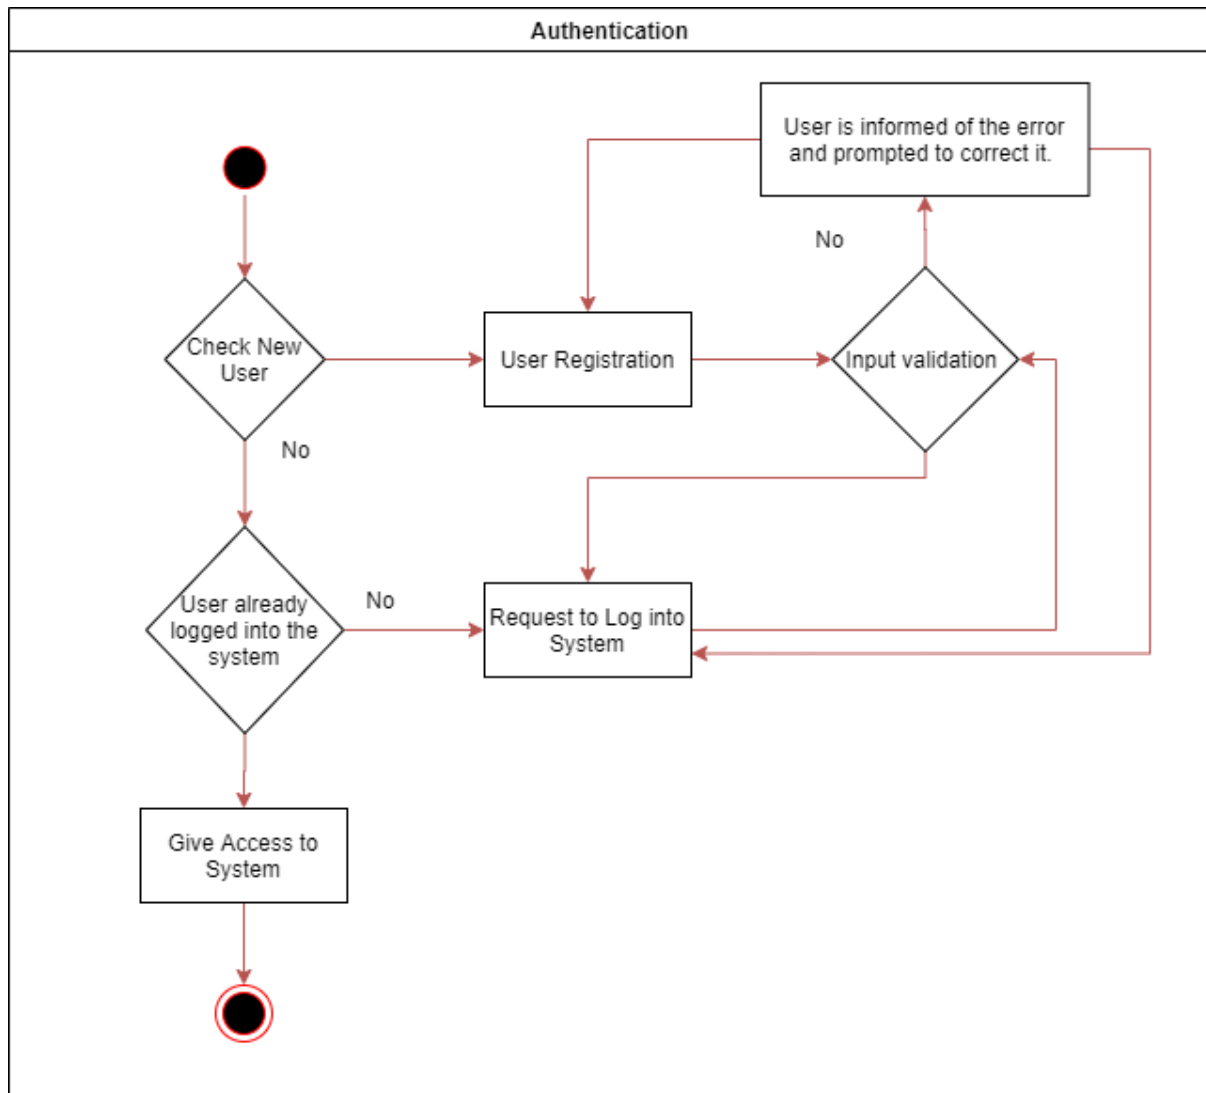 Authentication
User is informed of the error
and prompted to correct it.
No
Check New
User
User Registration
Input validation
No
User already
logged into the
system
No
Request to Log into
System
Give Access to
System